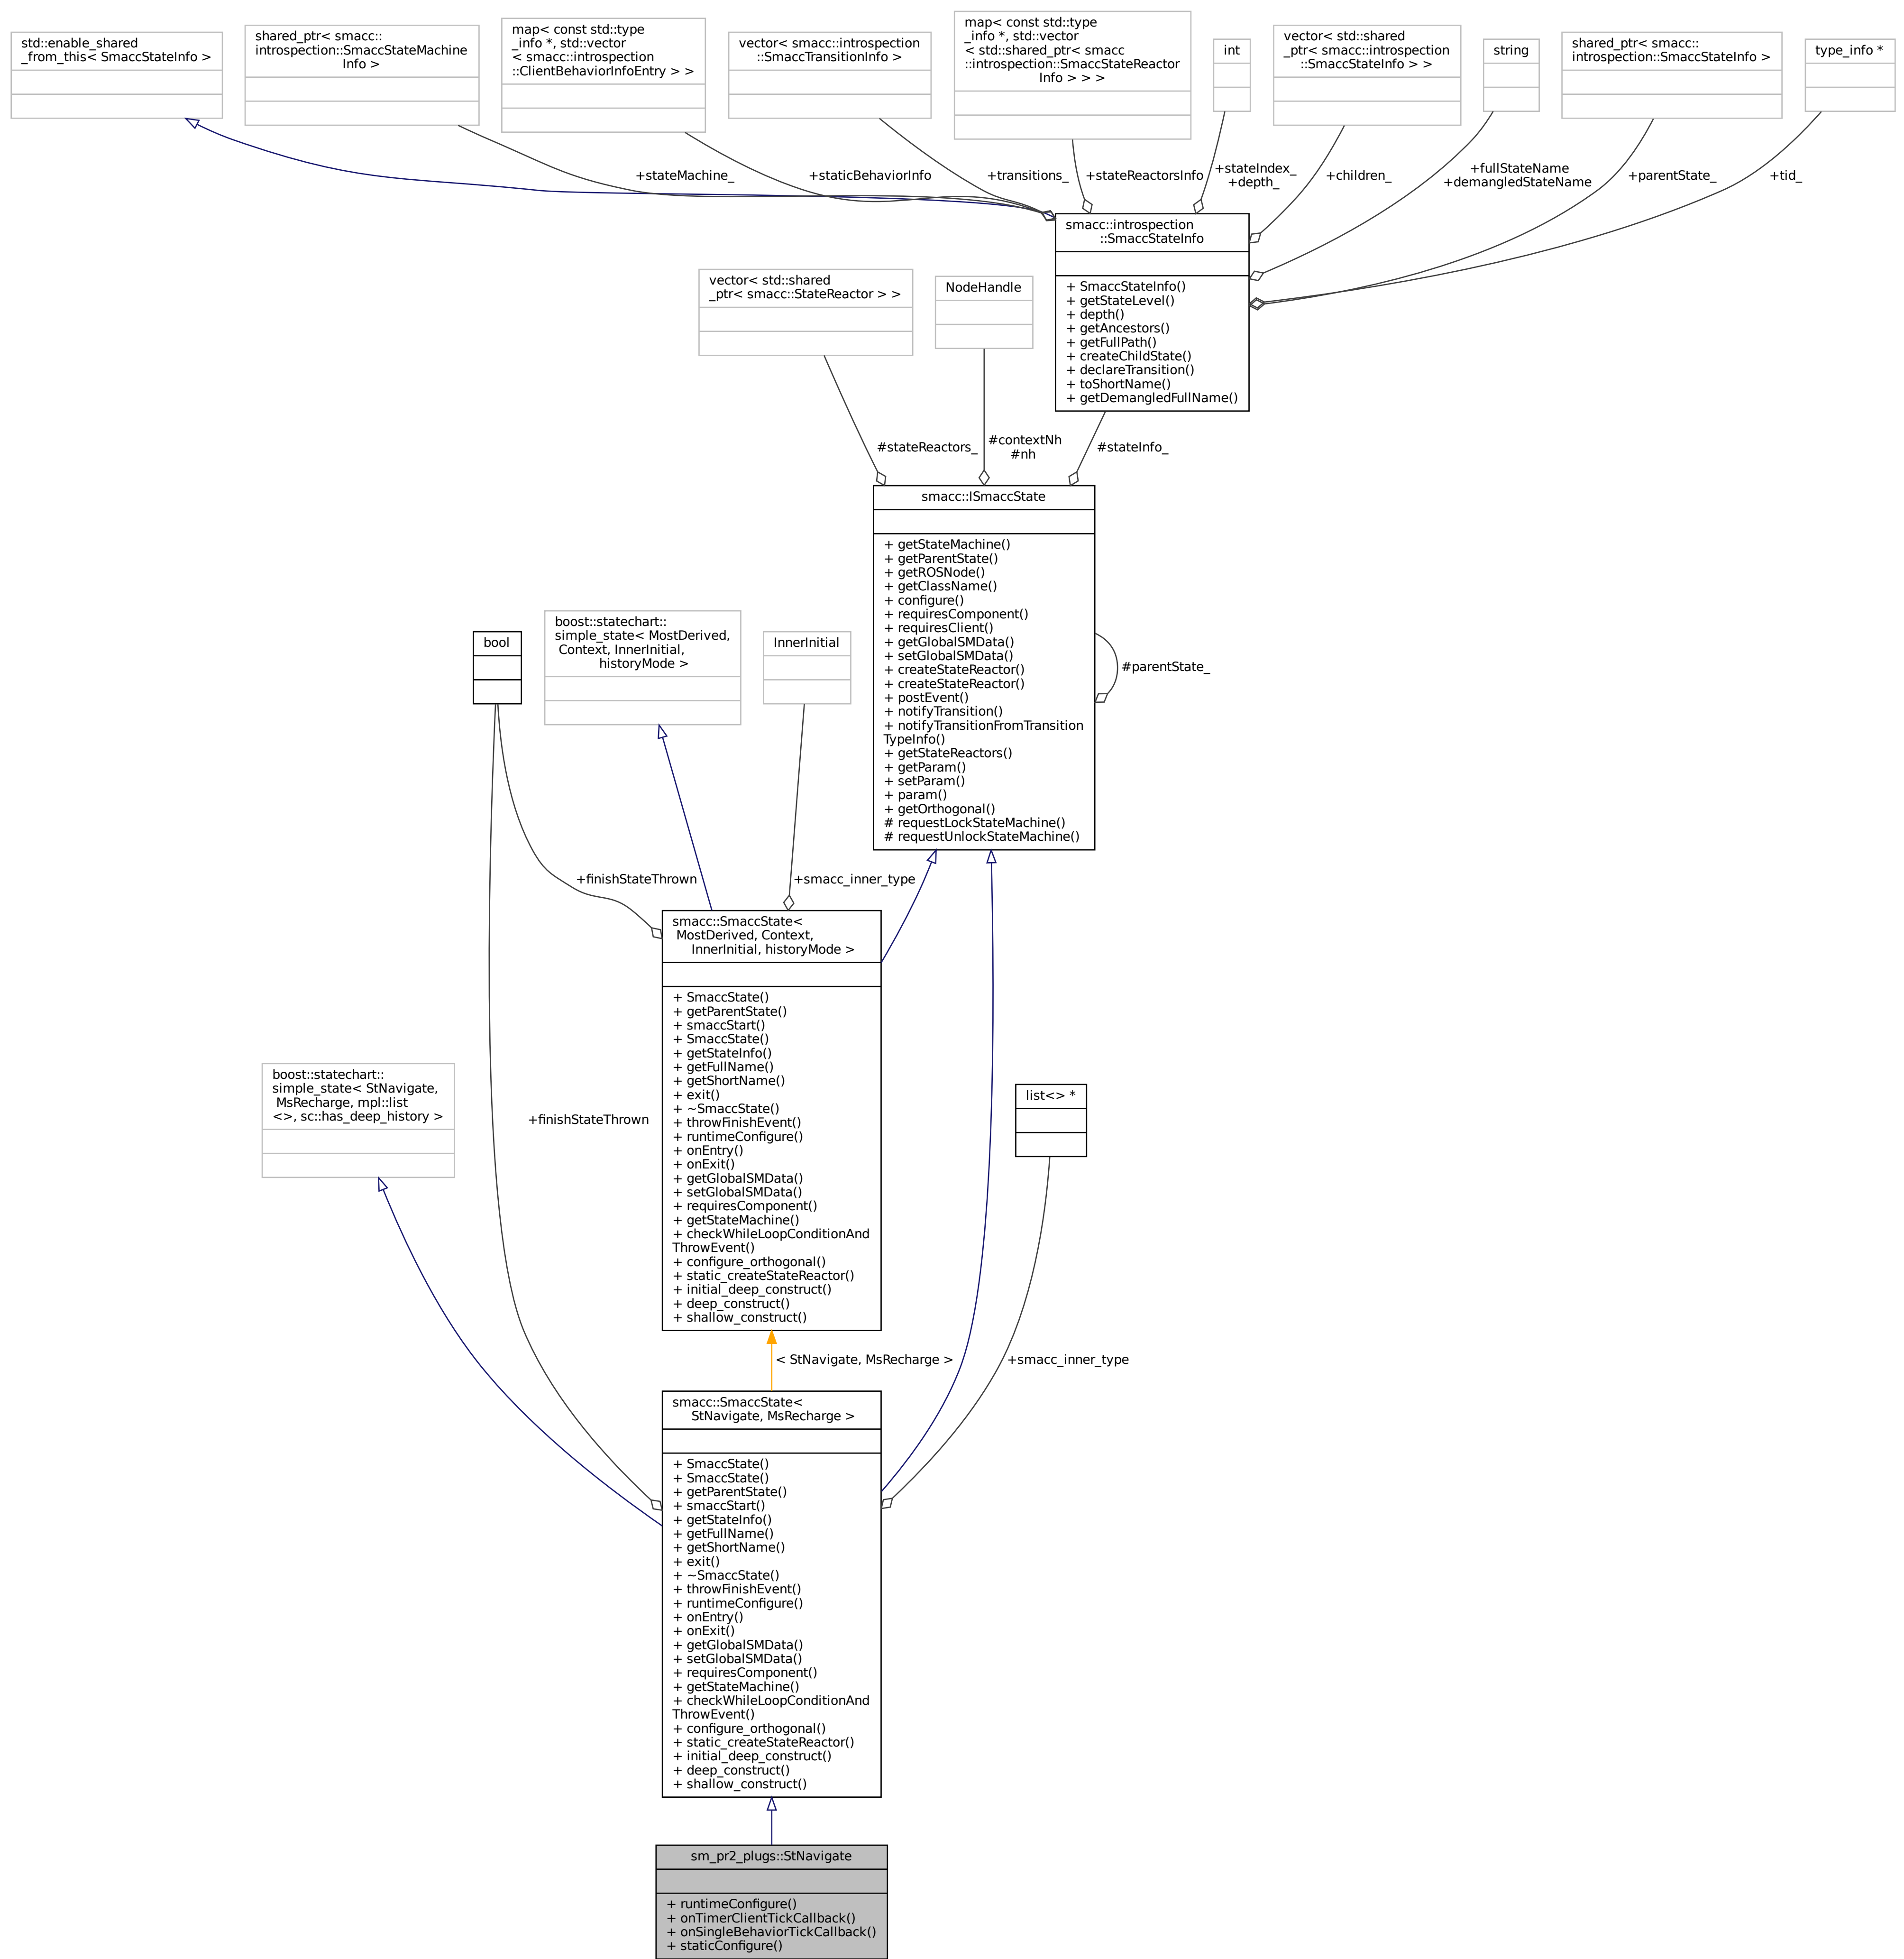 std::enable_shared
_from_this< SmaccStateInfo >
shared_ptr< smacc::
introspection::SmaccStateMachine
Info >
map< const std::type
_info *, std::vector
< smacc::introspection
::ClientBehaviorInfoEntry > >
vector< smacc::introspection
::SmaccTransitionInfo >
map< const std::type
_info *, std::vector
< std::shared_ptr< smacc
::introspection::SmaccStateReactor
Info > > >
int
vector< std::shared
_ptr< smacc::introspection
::SmaccStateInfo > >
string
shared_ptr< smacc::
introspection::SmaccStateInfo >
type_info *
+stateMachine_
+staticBehaviorInfo
+transitions_
+stateReactorsInfo
+stateIndex_
+depth_
+children_
+fullStateName
+demangledStateName
+parentState_
+tid_
smacc::introspection
::SmaccStateInfo
+ SmaccStateInfo()
+ getStateLevel()
+ depth()
+ getAncestors()
+ getFullPath()
+ createChildState()
+ declareTransition()
+ toShortName()
+ getDemangledFullName()
vector< std::shared
_ptr< smacc::StateReactor > >
NodeHandle
#stateReactors_
#contextNh
#nh
#stateInfo_
smacc::ISmaccState
+ getStateMachine()
+ getParentState()
+ getROSNode()
+ getClassName()
+ configure()
+ requiresComponent()
+ requiresClient()
+ getGlobalSMData()
+ setGlobalSMData()
+ createStateReactor()
+ createStateReactor()
+ postEvent()
+ notifyTransition()
+ notifyTransitionFromTransition
TypeInfo()
+ getStateReactors()
+ getParam()
+ setParam()
+ param()
+ getOrthogonal()
# requestLockStateMachine()
# requestUnlockStateMachine()
#parentState_
bool
boost::statechart::
simple_state< MostDerived,
Context, InnerInitial,
historyMode >
InnerInitial
+finishStateThrown
+smacc_inner_type
smacc::SmaccState<
MostDerived, Context,
InnerInitial, historyMode >
+ SmaccState()
+ getParentState()
+ smaccStart()
+ SmaccState()
+ getStateInfo()
+ getFullName()
+ getShortName()
+ exit()
+ ~SmaccState()
+ throwFinishEvent()
+ runtimeConfigure()
+ onEntry()
+ onExit()
+ getGlobalSMData()
+ setGlobalSMData()
+ requiresComponent()
+ getStateMachine()
+ checkWhileLoopConditionAnd
ThrowEvent()
+ configure_orthogonal()
+ static_createStateReactor()
+ initial_deep_construct()
+ deep_construct()
+ shallow_construct()
boost::statechart::
simple_state< StNavigate,
MsRecharge, mpl::list
<>, sc::has_deep_history >
+finishStateThrown
list<> *
< StNavigate, MsRecharge >
+smacc_inner_type
smacc::SmaccState<
StNavigate, MsRecharge >
+ SmaccState()
+ SmaccState()
+ getParentState()
+ smaccStart()
+ getStateInfo()
+ getFullName()
+ getShortName()
+ exit()
+ ~SmaccState()
+ throwFinishEvent()
+ runtimeConfigure()
+ onEntry()
+ onExit()
+ getGlobalSMData()
+ setGlobalSMData()
+ requiresComponent()
+ getStateMachine()
+ checkWhileLoopConditionAnd
ThrowEvent()
+ configure_orthogonal()
+ static_createStateReactor()
+ initial_deep_construct()
+ deep_construct()
+ shallow_construct()
sm_pr2_plugs::StNavigate
+ runtimeConfigure()
+ onTimerClientTickCallback()
+ onSingleBehaviorTickCallback()
+ staticConfigure()